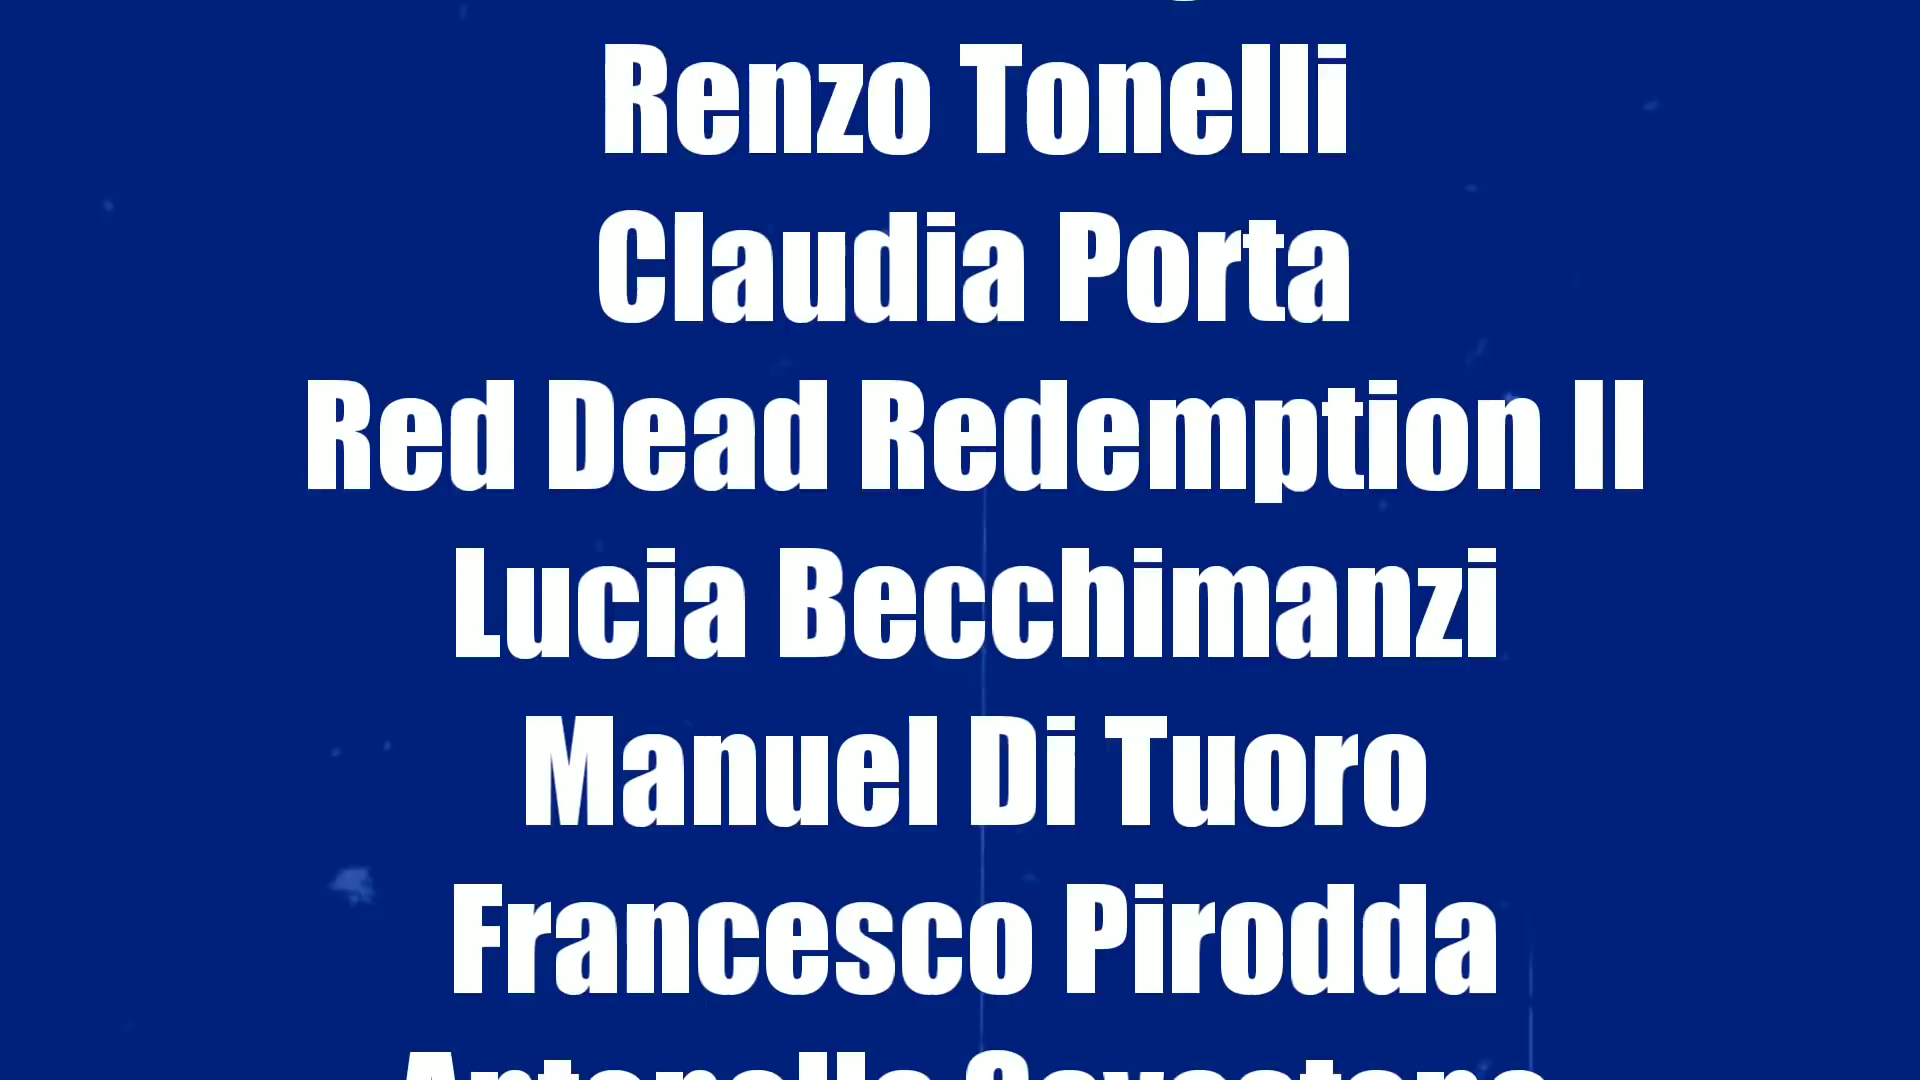 Renzo Tonelli
Claudia Porta
Red Dead Redemption II
Lucia Becchimanzi
Manuel Di Tuoro
Francesco Pirodda